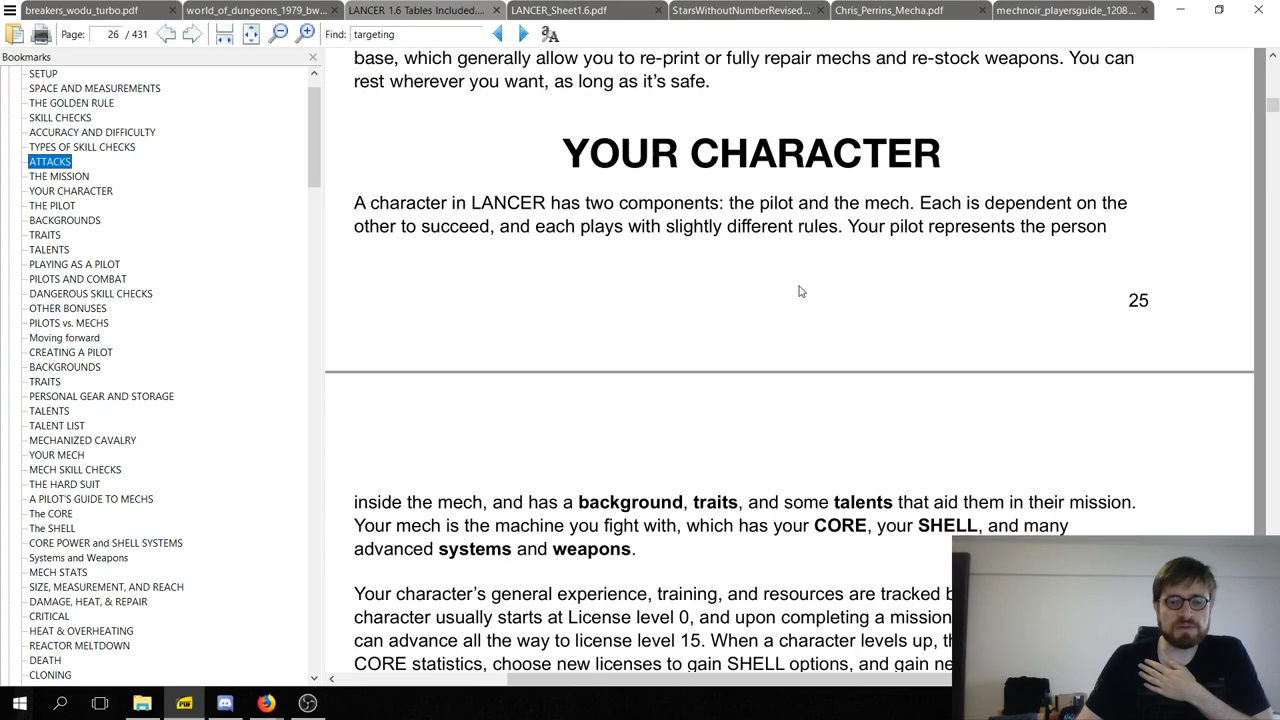 breakers_wodu_turbo.pdf
world_of_dungeons_1979_bw...
LANCER 1.6 Tables Included....
LANCER_Sheet1.6.pdf
StarsWithoutNumberRevised...
Chris_Perrins_Mecha.pdf
mechnoir_playersguide_1208...
Page: 26 / 431
Find: targeting
Bookmarks
SETUP
SPACE AND MEASUREMENTS
THE GOLDEN RULE
SKILL CHECKS
ACCURACY AND DIFFICULTY
TYPES OF SKILL CHECKS
ATTACKS
THE MISSION
YOUR CHARACTER
THE PILOT
BACKGROUNDS
TRAITS
TALENTS
PLAYING AS A PILOT
PILOTS AND COMBAT
DANGEROUS SKILL CHECKS
OTHER BONUSES
PILOTS vs. MECHS
Moving forward
CREATING A PILOT
BACKGROUNDS
TRAITS
PERSONAL GEAR AND STORAGE
TALENTS
TALENT LIST
MECHANIZED CAVALRY
YOUR MECH
MECH SKILL CHECKS
THE HARD SUIT
A PILOT'S GUIDE TO MECHS
The CORE
The SHELL
CORE POWER and SHELL SYSTEMS
Systems and Weapons
MECH STATS
SIZE, MEASUREMENT, AND REACH
DAMAGE, HEAT, & REPAIR
CRITICAL
HEAT & OVERHEATING
REACTOR MELTDOWN
DEATH
CLONING
base, which generally allow you to re-print or fully repair mechs and re-stock weapons. You can
rest wherever you want, as long as it's safe.
YOUR CHARACTER
A character in LANCER has two components: the pilot and the mech. Each is dependent on the
other to succeed, and each plays with slightly different rules. Your pilot represents the person
25
inside the mech, and has a background, traits, and some talents that aid them in their mission.
Your mech is the machine you fight with, which has your CORE, your SHELL, and many
advanced systems and weapons.
Your character's general experience, training, and resources are tracked
character usually starts at License level 0, and upon completing a mission
can advance all the way to license level 15. When a character levels up,
CORE statistics, choose new licenses to gain SHELL options, and gain